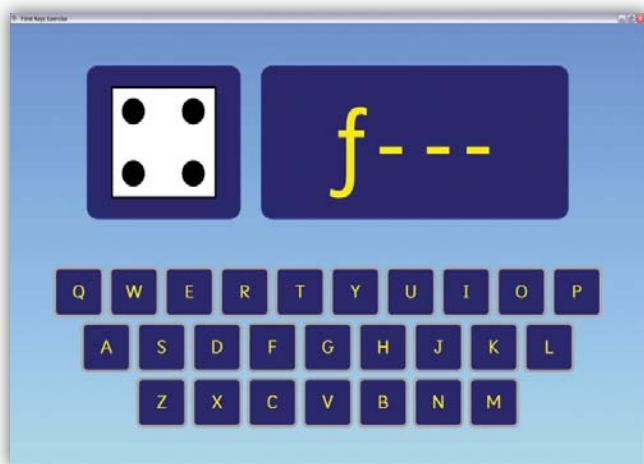 First Keys Exercise
ƒ---
Q W E R T Y U I O P
A S D F G H J K L
Z X C V B N M